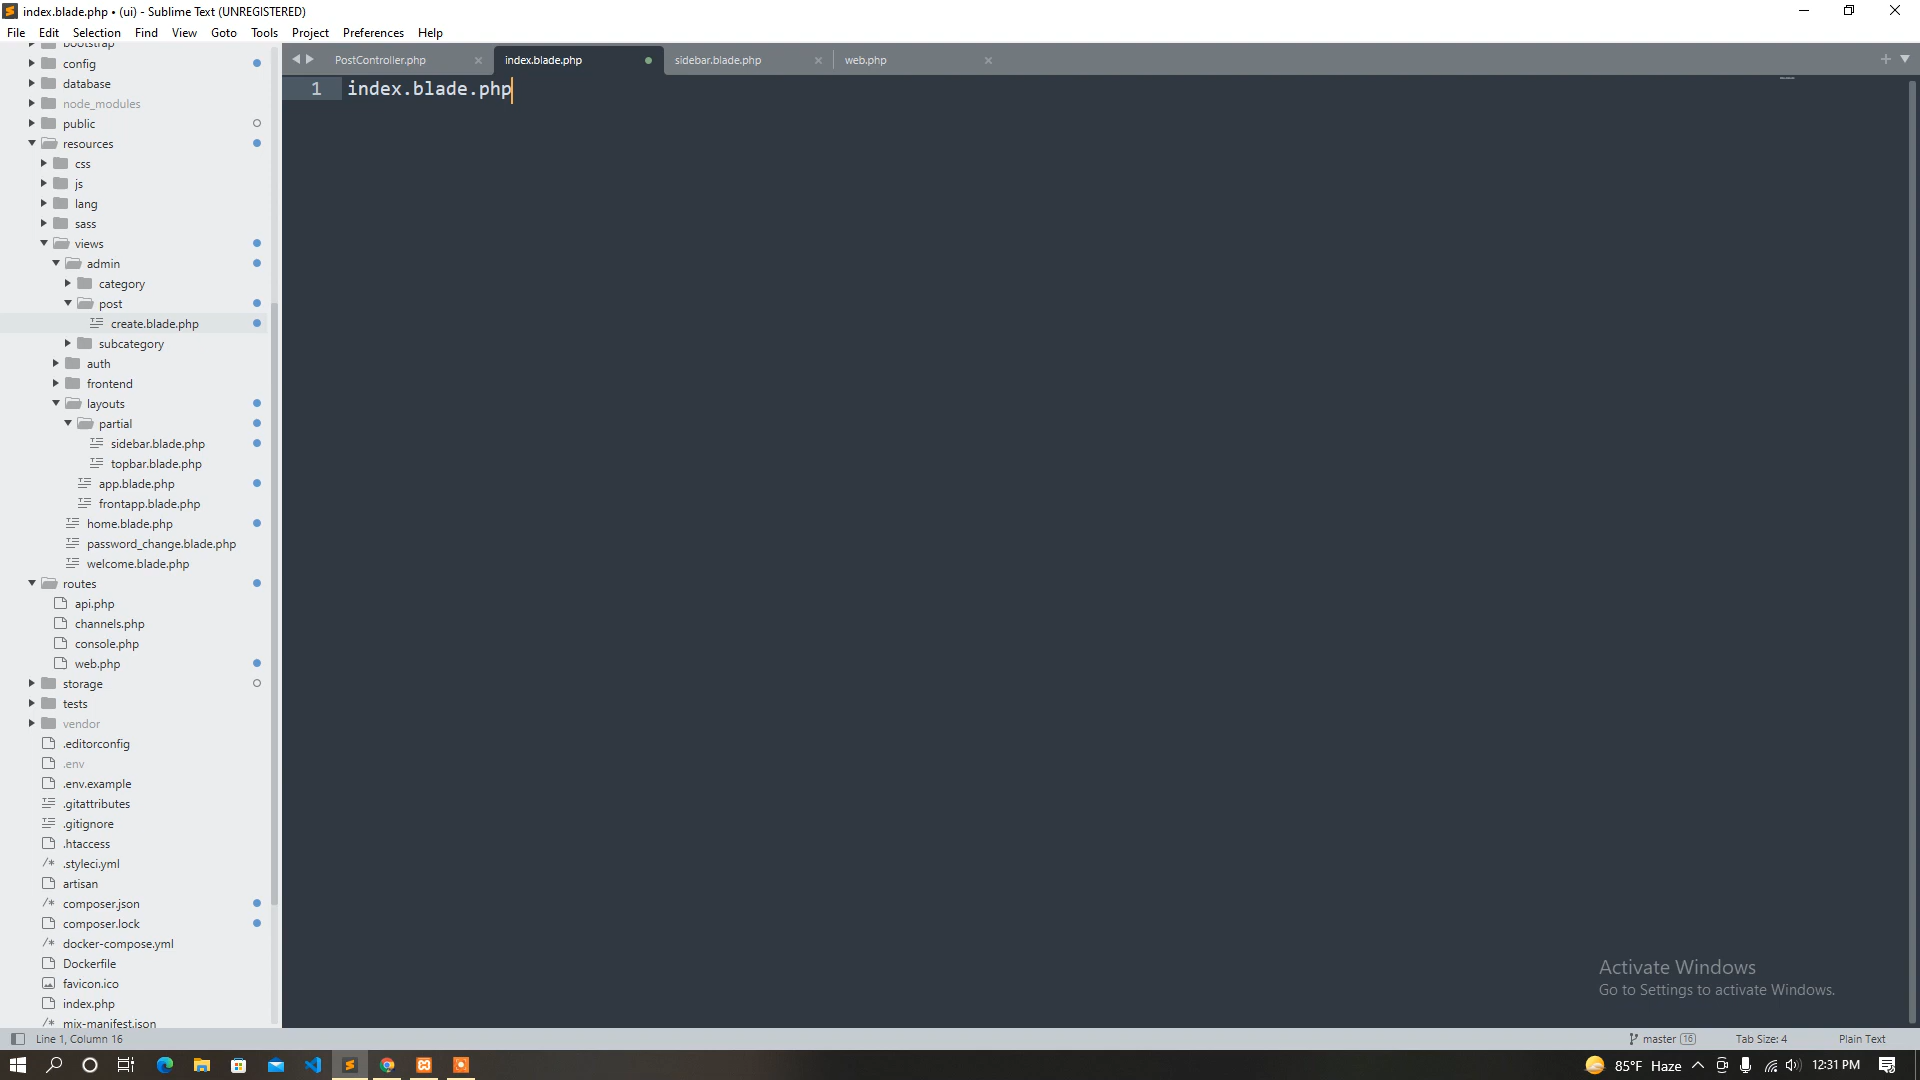 index.blade.php • (ui) - Sublime Text (UNREGISTERED)
File Edit Selection Find View Goto Tools Project Preferences Help
bootstrap
config
database
node_modules
public
resources
css
js
lang
sass
views
admin
category
post
create.blade.php
subcategory
auth
frontend
layouts
partial
sidebar.blade.php
topbar.blade.php
app.blade.php
frontapp.blade.php
home.blade.php
password_change.blade.php
welcome.blade.php
routes
api.php
channels.php
console.php
web.php
storage
tests
vendor
.editorconfig
.env
.env.example
.gitattributes
.gitignore
.htaccess
.styleci.yml
artisan
composer.json
composer.lock
docker-compose.yml
Dockerfile
favicon.ico
index.php
mix-manifest.json
PostController.php index.blade.php sidebar.blade.php web.php
1 index.blade.php
Activate Windows
Go to Settings to activate Windows.
Line 1, Column 16 master 16 Tab Size: 4 Plain Text
85°F Haze 12:31 PM